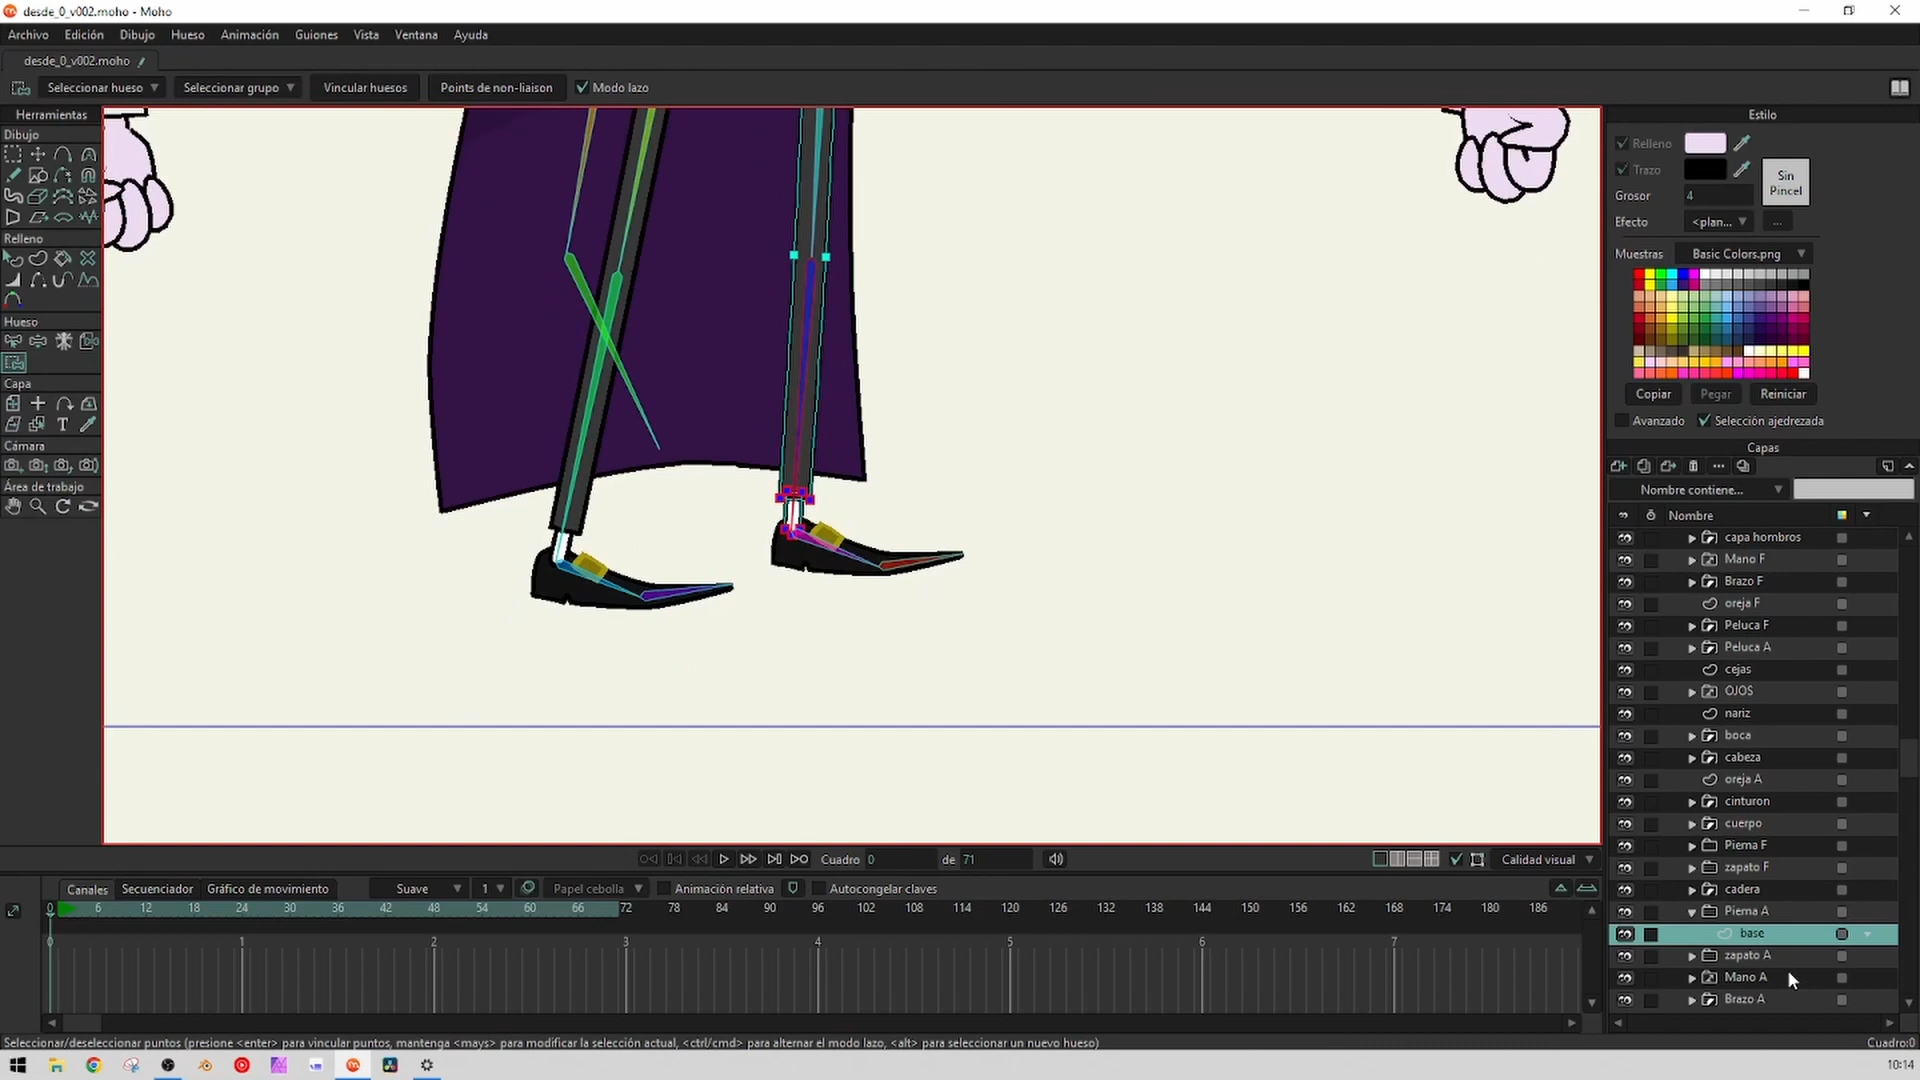 desde_0_v002.moho - Moho
Archivo Edición Dibujo Hueso Animación Guiones Vista Ventana Ayuda
desde_0_v002.moho
Seleccionar hueso Seleccionar grupo Vincular huesos Points de non-liaison Modo lazo
Herramientas
Dibujo
Relleno
Hueso
Capa
Cámara
Área de trabajo
Estilo
Relleno
Trazo
Sin Pincel
Grosor 4
Efecto <plan... ...
Muestras Basic Colors.png
Copiar Pegar Reiniciar
Avanzado Selección ajedrezada
Capas
Nombre contiene...
Nombre
capa hombros
Mano F
Brazo F
oreja F
Peluca F
Peluca A
cejas
OJOS
nariz
boca
cabeza
oreja A
cinturon
cuerpo
Pierna F
zapato F
cadera
Pierna A
base
zapato A
Mano A
Brazo A
Cuadro 0 de 71 Calidad visual
Canales Secuenciador Gráfico de movimiento Suave 1 Papel cebolla Animación relativa Autocongelar claves
0 6 12 18 24 30 36 42 48 54 60 66 72 78 84 90 96 102 108 114 120 126 132 138 144 150 156 162 168 174 180 186
0 1 2 3 4 5 6 7
Seleccionar/deseleccionar puntos (presione <enter> para vincular puntos, mantenga <mays> para modificar la selección actual, <ctrl/cmd> para alternar el modo lazo, <alt> para seleccionar un nuevo hueso) Cuadro:0
10:14